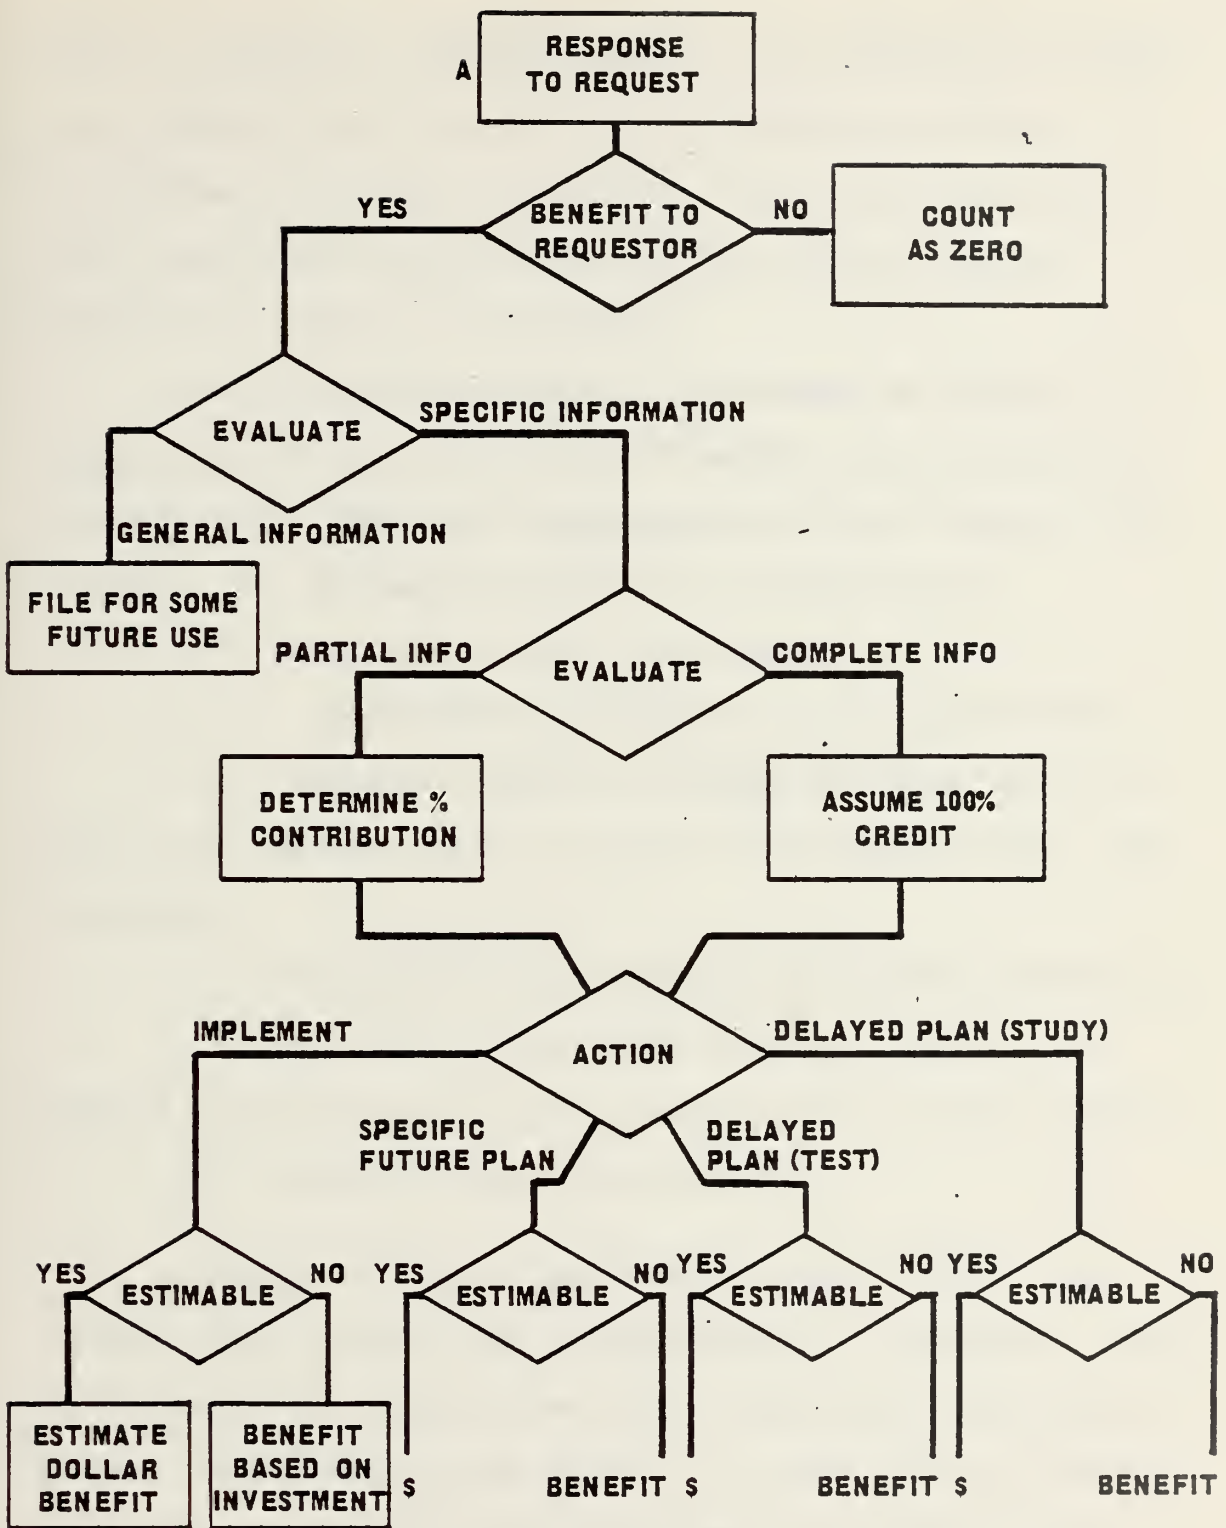 RESPONSE
TO REQUEST
A
BENEFIT TO
REQUESTOR
YES
NO
COUNT
AS ZERO
EVALUATE
SPECIFIC INFORMATION
GENERAL INFORMATION
FILE FOR SOME
FUTURE USE
PARTIAL INFO
EVALUATE
COMPLETE INFO
DETERMINE %
CONTRIBUTION
ASSUME 100%
CREDIT
IMPLEMENT
ACTION
DELAYED PLAN (STUDY)
SPECIFIC
FUTURE PLAN
DELAYED
PLAN (TEST)
YES
ESTIMABLE
NO
YES
ESTIMABLE
NO
YES
ESTIMABLE
NO
YES
ESTIMABLE
NO
ESTIMATE
DOLLAR
BENEFIT
BENEFIT
BASED ON
INVESTMENT
$
BENEFIT
$
BENEFIT
$
BENEFIT